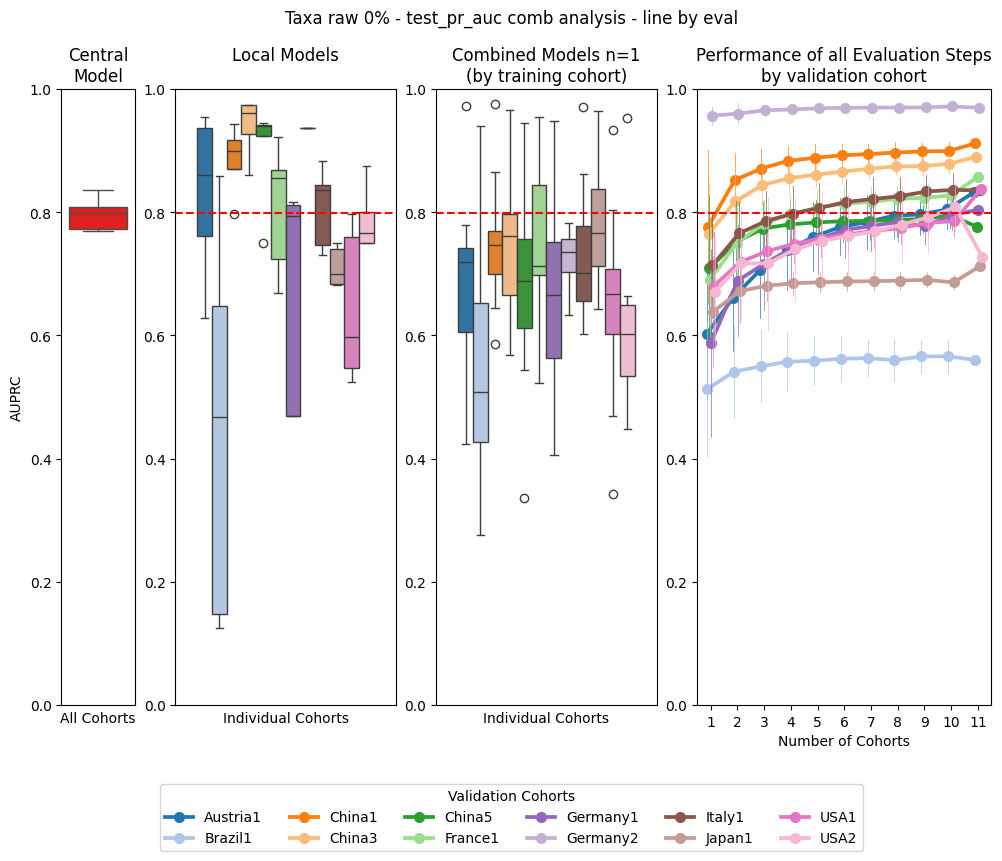 Taxa raw 0% - test_pr_auc comb analysis - line by eval
Central
Model
Local Models
Combined Models n=1
(by training cohort)
Performance of all Evaluation Steps
by validation cohort
AUPRC
1.0
0.8
0.6
0.4
0.2
0.0
All Cohorts
1.0
0.8
0.6
0.4
0.2
0.0
Individual Cohorts
1.0
0.8
0.6
0.4
0.2
0.0
Individual Cohorts
1.0
0.8
0.6
0.4
0.2
0.0
1 2 3 4 5 6 7 8 9 10 11
Number of Cohorts
Validation Cohorts
Austria1 China1 China5 Germany1 Italy1 USA1
Brazil1 China3 France1 Germany2 Japan1 USA2